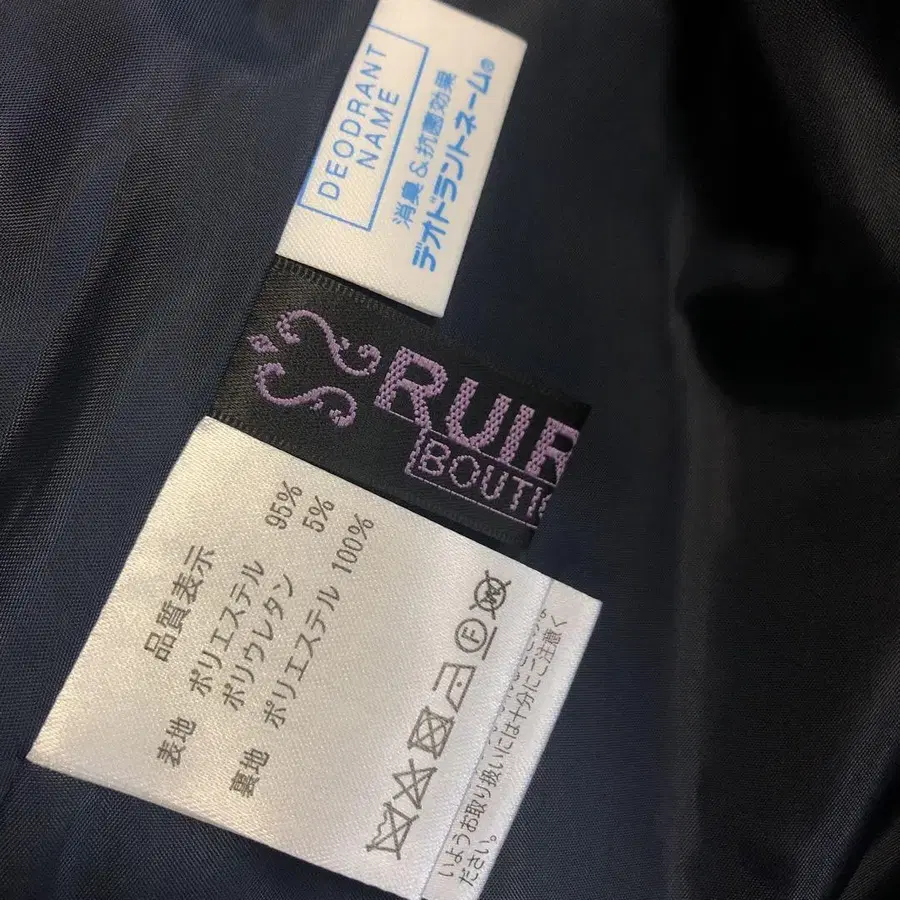 DEODRANT
NAME
消臭&抗菌効果
デオドラントネーム®
RUIR
BOUTI
品質表示
表地 ポリエステル 95%
ポリウレタン 5%
裏地 ポリエステル 100%
F
W
いようお取り扱いには十分にご注意く
ださい。